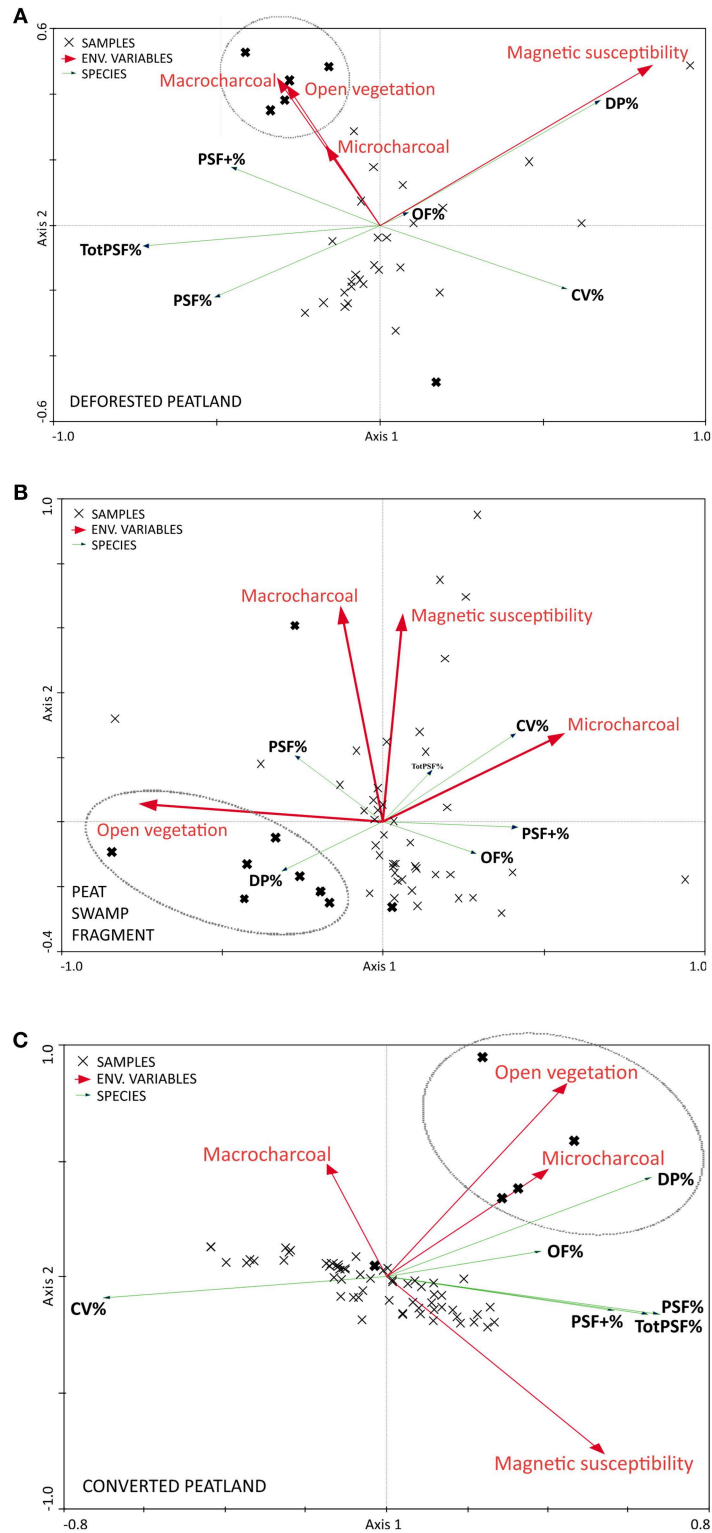 A
0.6
SAMPLES
ENV. VARIABLES
SPECIES
Magnetic susceptibility
Macrocharcoal
Open vegetation
DP%
Microcharcoal
PSF+%
OF%
Axis 2
TotPSF%
PSF%
CV%
DEFORESTED PEATLAND
-0.6
-1.0
Axis 1
1.0
B
1.0
SAMPLES
ENV. VARIABLES
SPECIES
Macrocharcoal
Magnetic susceptibility
Axis 2
CV%
Microcharcoal
PSF%
TotPSF%
Open vegetation
PSF+%
OF%
DP%
PEAT
SWAMP
FRAGMENT
-0.4
-1.0
Axis 1
1.0
C
1.0
SAMPLES
ENV. VARIABLES
SPECIES
Open vegetation
Macrocharcoal
Microcharcoal
DP%
OF%
Axis 2
CV%
PSF%
PSF+%
TotPSF%
Magnetic susceptibility
CONVERTED PEATLAND
-1.0
-0.8
Axis 1
0.8